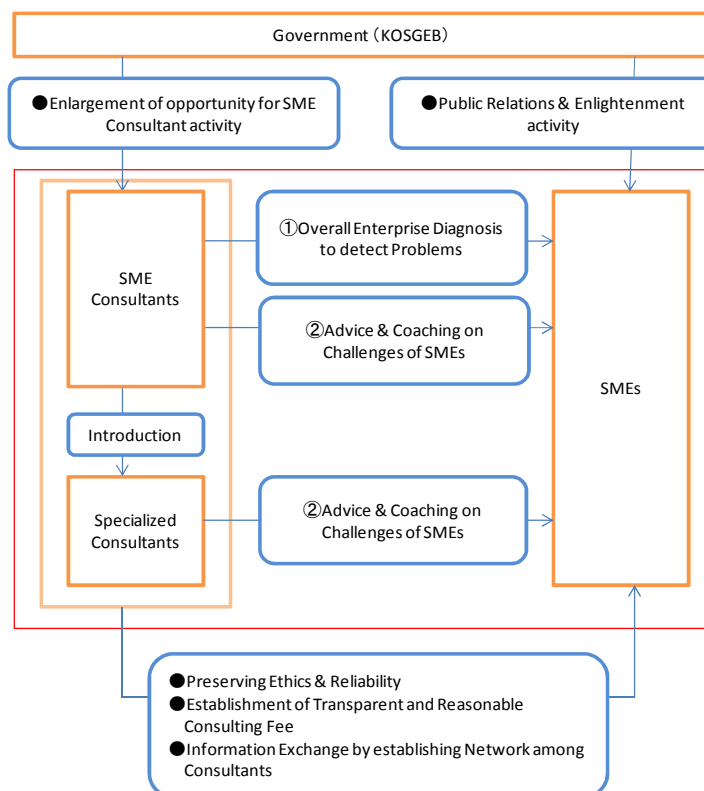 Government（KOSGEB）
●Enlargement of opportunity for SME
Consultant activity
●Public Relations & Enlightenment
activity
①Overall Enterprise Diagnosis
to detect Problems
SME
Consultants
②Advice & Coaching on
Challenges of SMEs
SMEs
Introduction
Specialized
Consultants
②Advice & Coaching on
Challenges of SMEs
●Preserving Ethics & Reliability
●Establishment of Transparent and Reasonable
Consulting Fee
●Information Exchange by establishing Network among
Consultants